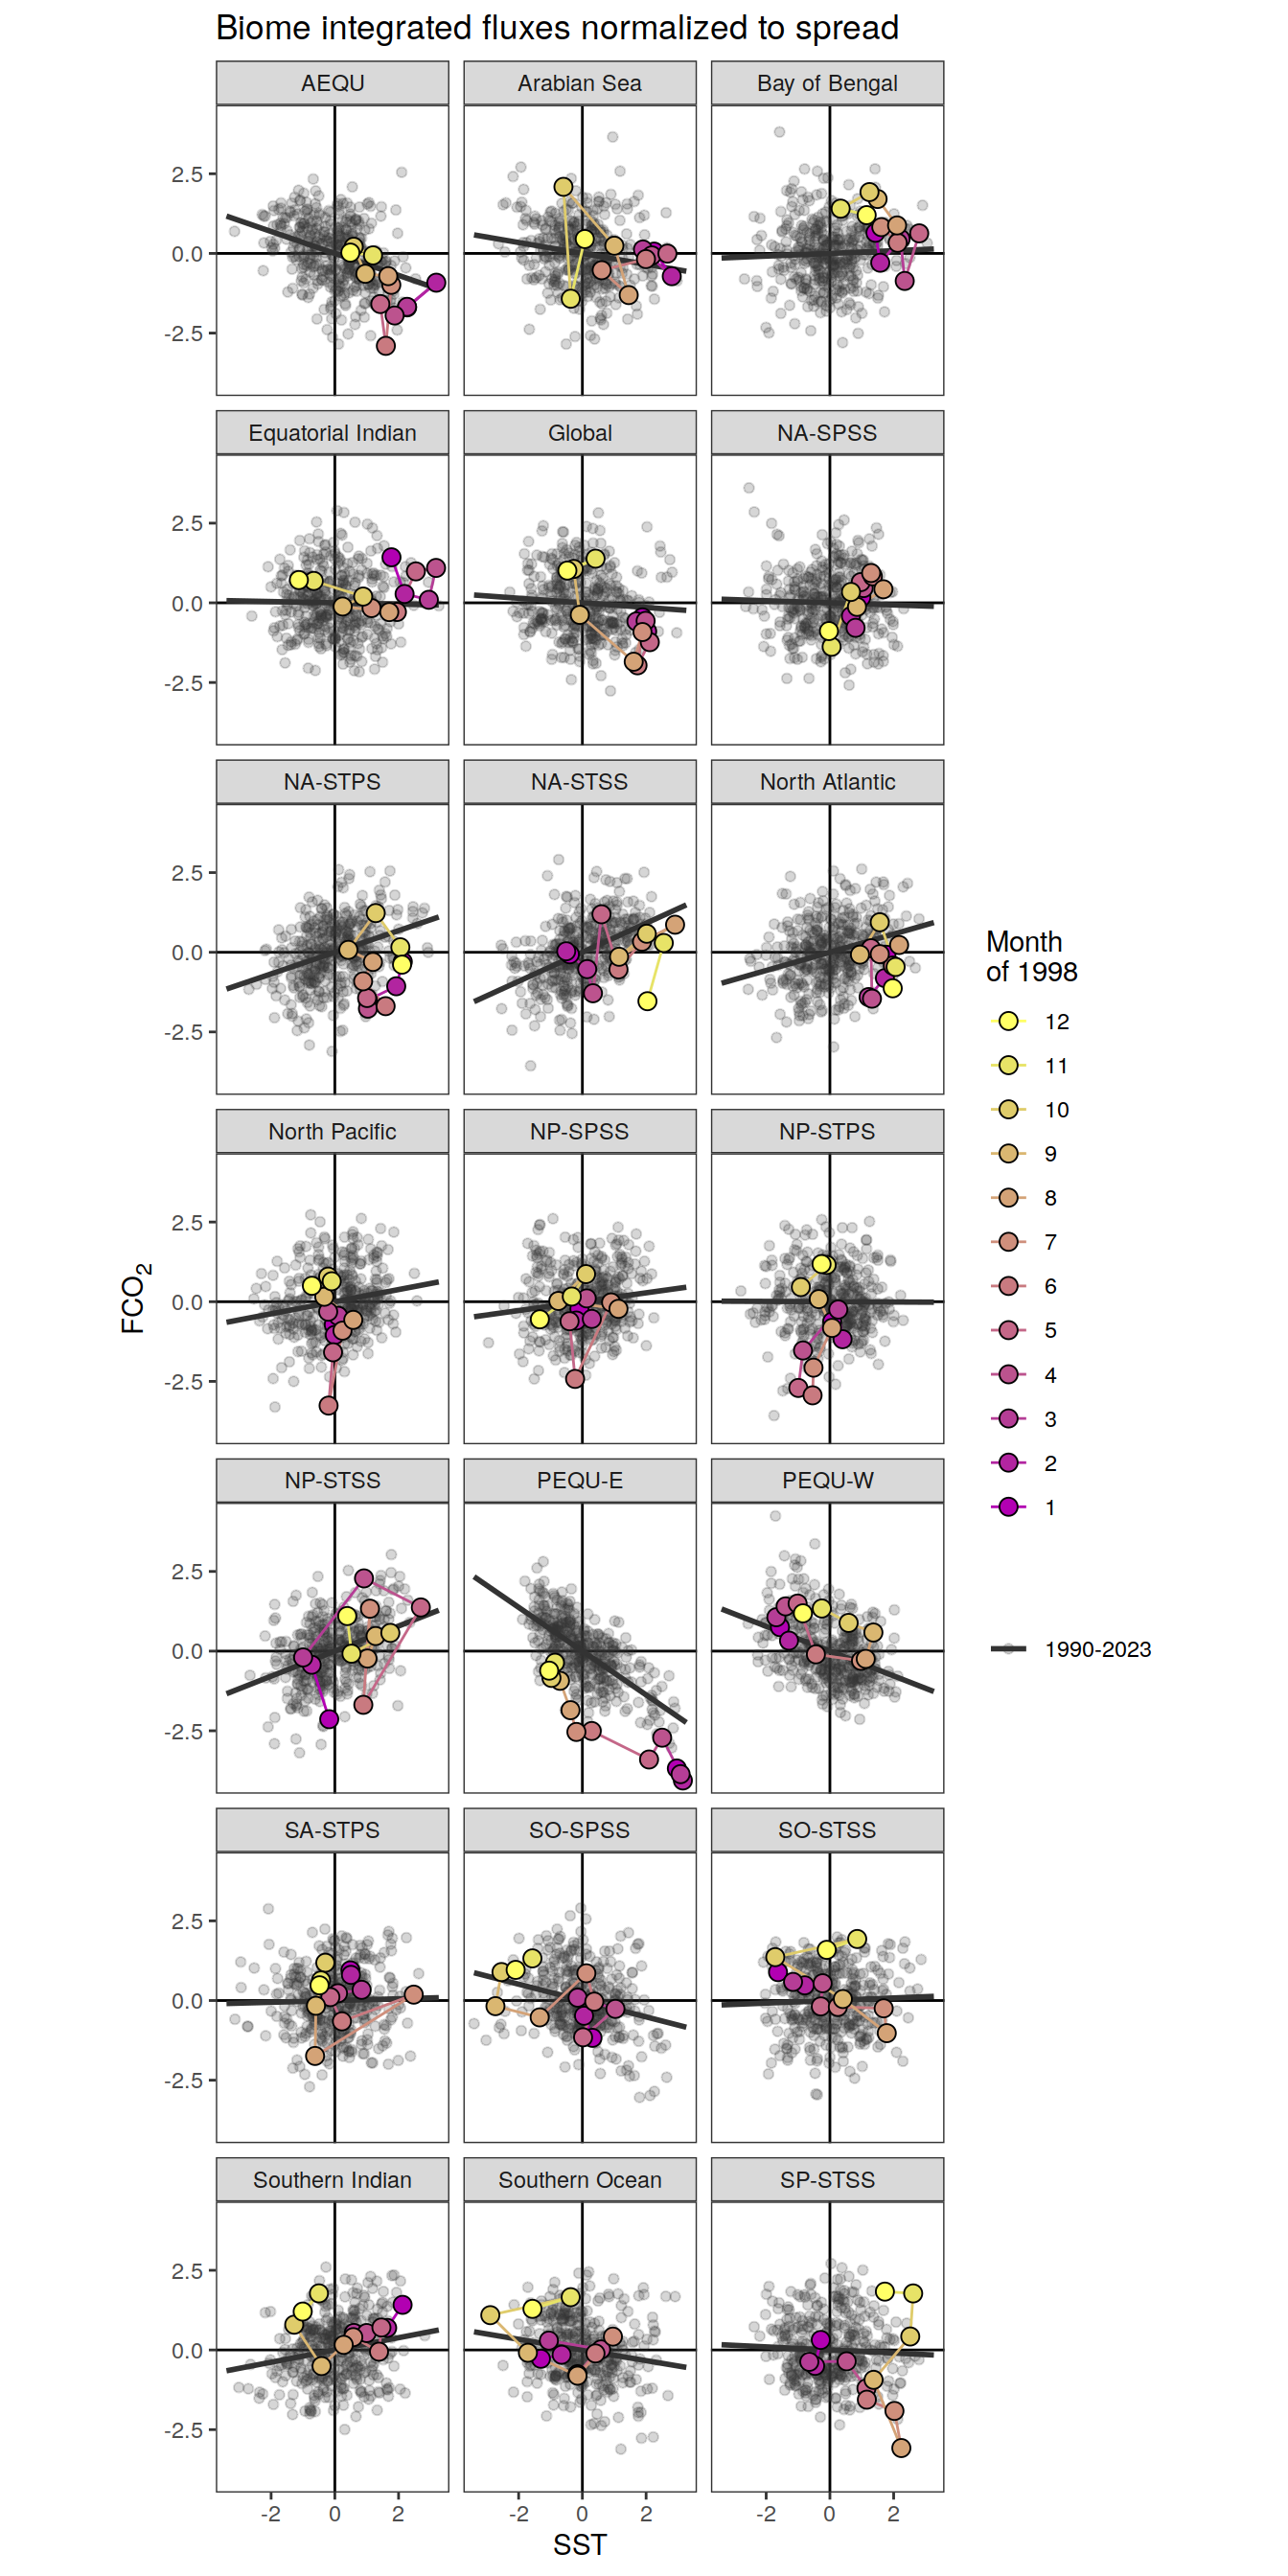 Biome integrated fluxes normalized to spread
AEQU
Arabian Sea
Bay of Bengal
2.5
0.0
-2.5
Equatorial Indian
Global
NA-SPSS
2.5
0.0
-2.5
NA-STPS
NA-STSS
North Atlantic
2.5
0.0
-2.5
North Pacific
NP-SPSS
NP-STPS
2.5
0.0
-2.5
NP-STSS
PEQU-E
PEQU-W
2.5
0.0
-2.5
SA-STPS
SO-SPSS
SO-STSS
2.5
0.0
-2.5
Southern Indian
Southern Ocean
SP-STSS
2.5
0.0
-2.5
-2 0 2
-2 0 2
-2 0 2
SST
FCO₂
Month
of 1998
12
11
10
9
8
7
6
5
4
3
2
1
1990-2023